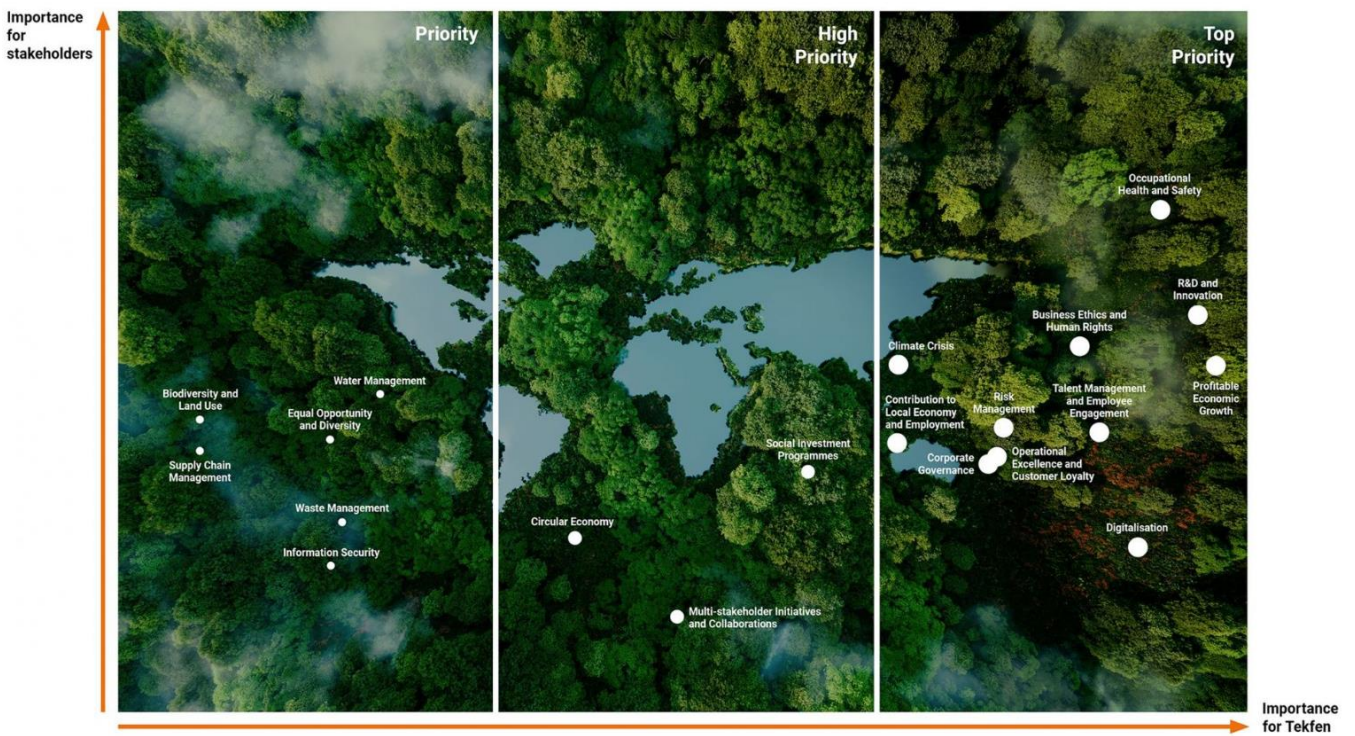 Importance
for
stakeholders
Priority
High
Priority
Top
Priority
Occupational
Health and Safety
R&D and
Innovation
Business Ethics and
Human Rights
Climate Crisis
Profitable
Economic
Growth
Talent Management
and Employee
Engagement
Risk
Management
Contribution to
Local Economy
and Employment
Corporate
Governance
Operational
Excellence and
Customer Loyalty
Digitalisation
Water Management
Biodiversity and
Land Use
Equal Opportunity
and Diversity
Supply Chain
Management
Waste Management
Information Security
Social Investment
Programmes
Circular Economy
Multi-stakeholder Initiatives
and Collaborations
Importance
for Tekfen